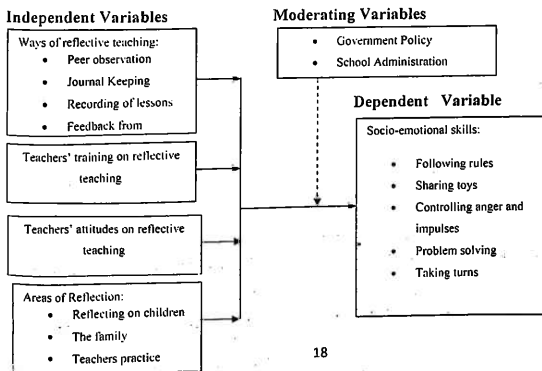 Independent Variables
Ways of reflective teaching:
• Peer observation
• Journal Keeping
• Recording of lessons
• Feedback from
Teachers' training on reflective
teaching
Teachers' attitudes on reflective
teaching
Areas of Reflection:
• Reflecting on children
• The family
• Teachers practice
Moderating Variables
• Government Policy
• School Administration
Dependent Variable
Socio-emotional skills:
• Following rules
• Sharing toys
• Controlling anger and
impulses
• Problem solving
• Taking turns
18